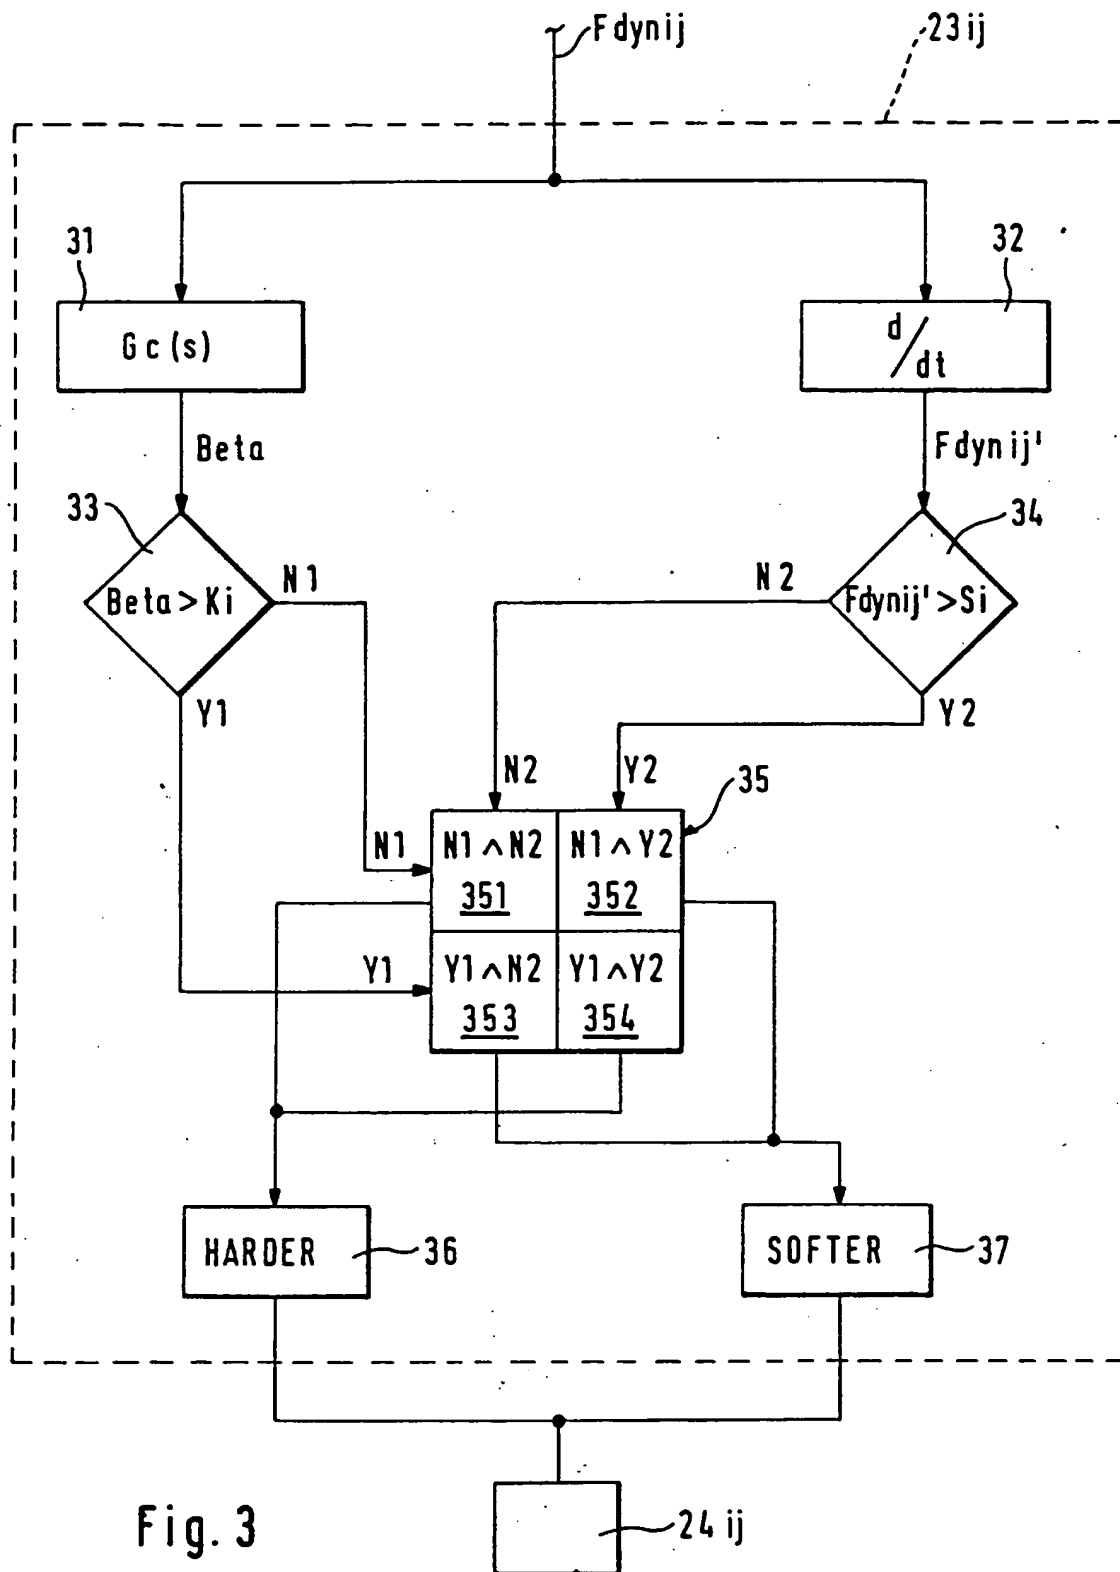 Fdynij
23ij
31
32
Gc(s)
d/dt
Beta
Fdynij'
33
34
Beta>Ki
N1
N2
Fdynij'>Si
Y1
Y2
N2
Y2
35
N1
N1∧N2
N1∧Y2
351
352
Y1
Y1∧N2
Y1∧Y2
353
354
HARDER
36
SOFTER
37
Fig. 3
24ij